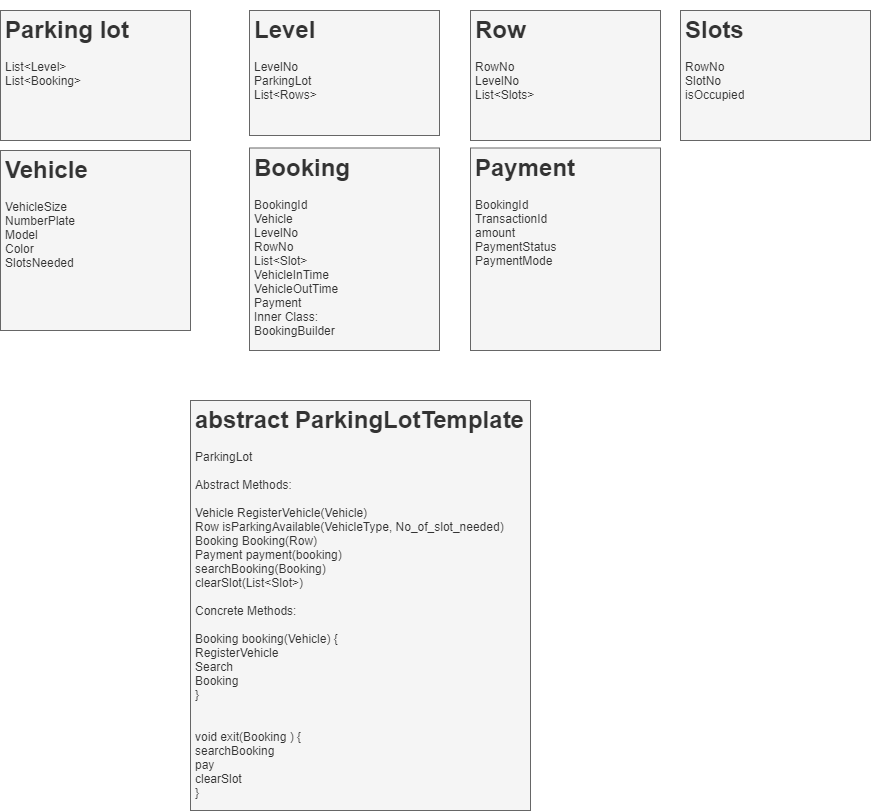 Parking lot
List<Level>
List<Booking>
Level
LevelNo
ParkingLot
List<Rows>
Row
RowNo
LevelNo
List<Slots>
Slots
RowNo
SlotNo
isOccupied
Vehicle
VehicleSize
NumberPlate
Model
Color
SlotsNeeded
Booking
BookingId
Vehicle
LevelNo
RowNo
List<Slot>
VehicleInTime
VehicleOutTime
Payment
Inner Class:
BookingBuilder
Payment
BookingId
TransactionId
amount
PaymentStatus
PaymentMode
abstract ParkingLotTemplate
ParkingLot
Abstract Methods:
Vehicle RegisterVehicle(Vehicle)
Row isParkingAvailable(VehicleType, No_of_slot_needed)
Booking Booking(Row)
Payment payment(booking)
searchBooking(Booking)
clearSlot(List<Slot>)
Concrete Methods:
Booking booking(Vehicle) {
RegisterVehicle
Search
Booking
}
void exit(Booking ) {
searchBooking
pay
clearSlot
}